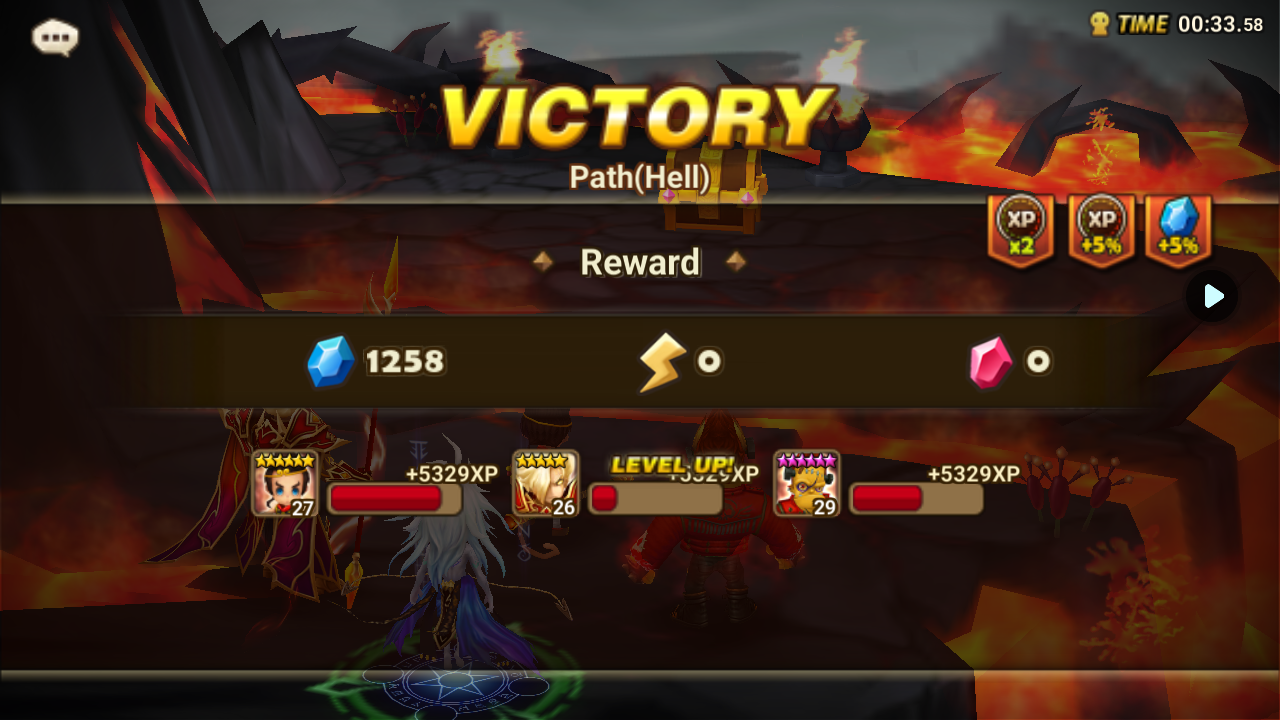 TIME 00:33.58
VICTORY
Path(Hell)
XP x2
XP +5%
+5%
Reward
1258
0
0
27
+5329XP
26
LEVEL UP!
+5329XP
29
+5329XP